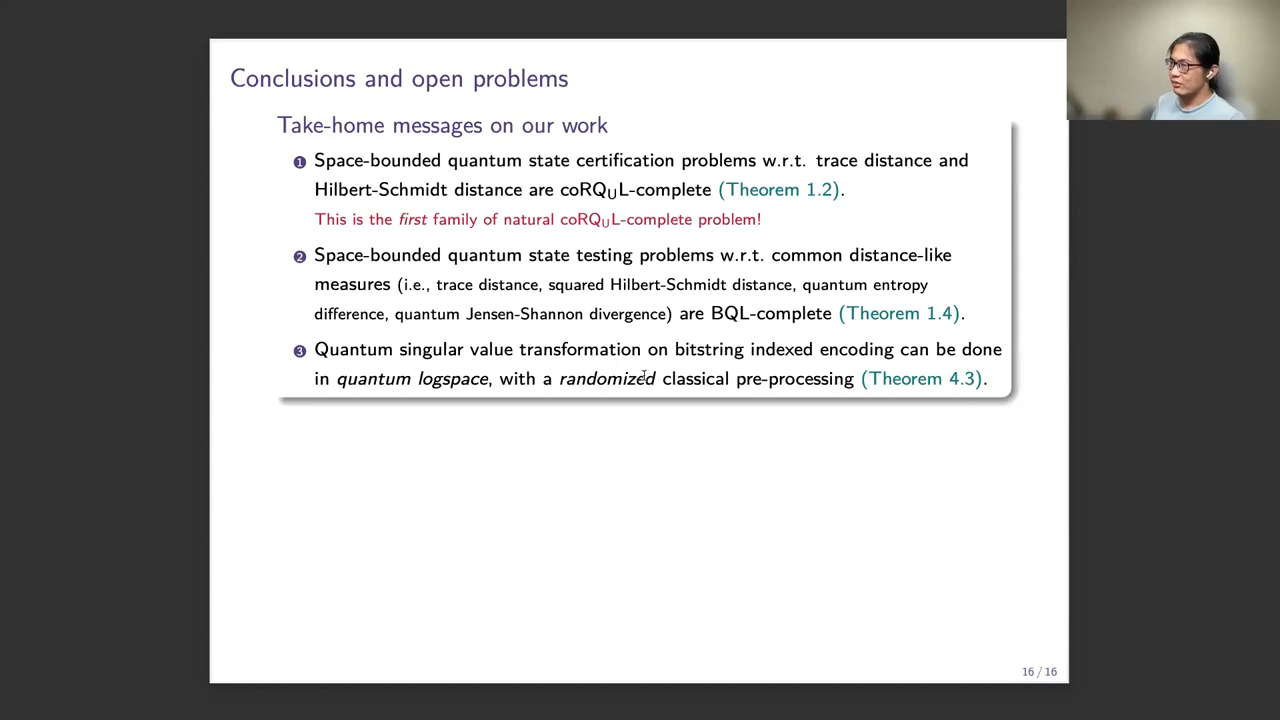 Conclusions and open problems
Take-home messages on our work
1 Space-bounded quantum state certification problems w.r.t. trace distance and
Hilbert-Schmidt distance are coRQ_UL-complete (Theorem 1.2).
This is the first family of natural coRQ_UL-complete problem!
2 Space-bounded quantum state testing problems w.r.t. common distance-like
measures (i.e., trace distance, squared Hilbert-Schmidt distance, quantum entropy
difference, quantum Jensen-Shannon divergence) are BQL-complete (Theorem 1.4).
3 Quantum singular value transformation on bitstring indexed encoding can be done
in quantum logspace, with a randomized classical pre-processing (Theorem 4.3).
16 / 16